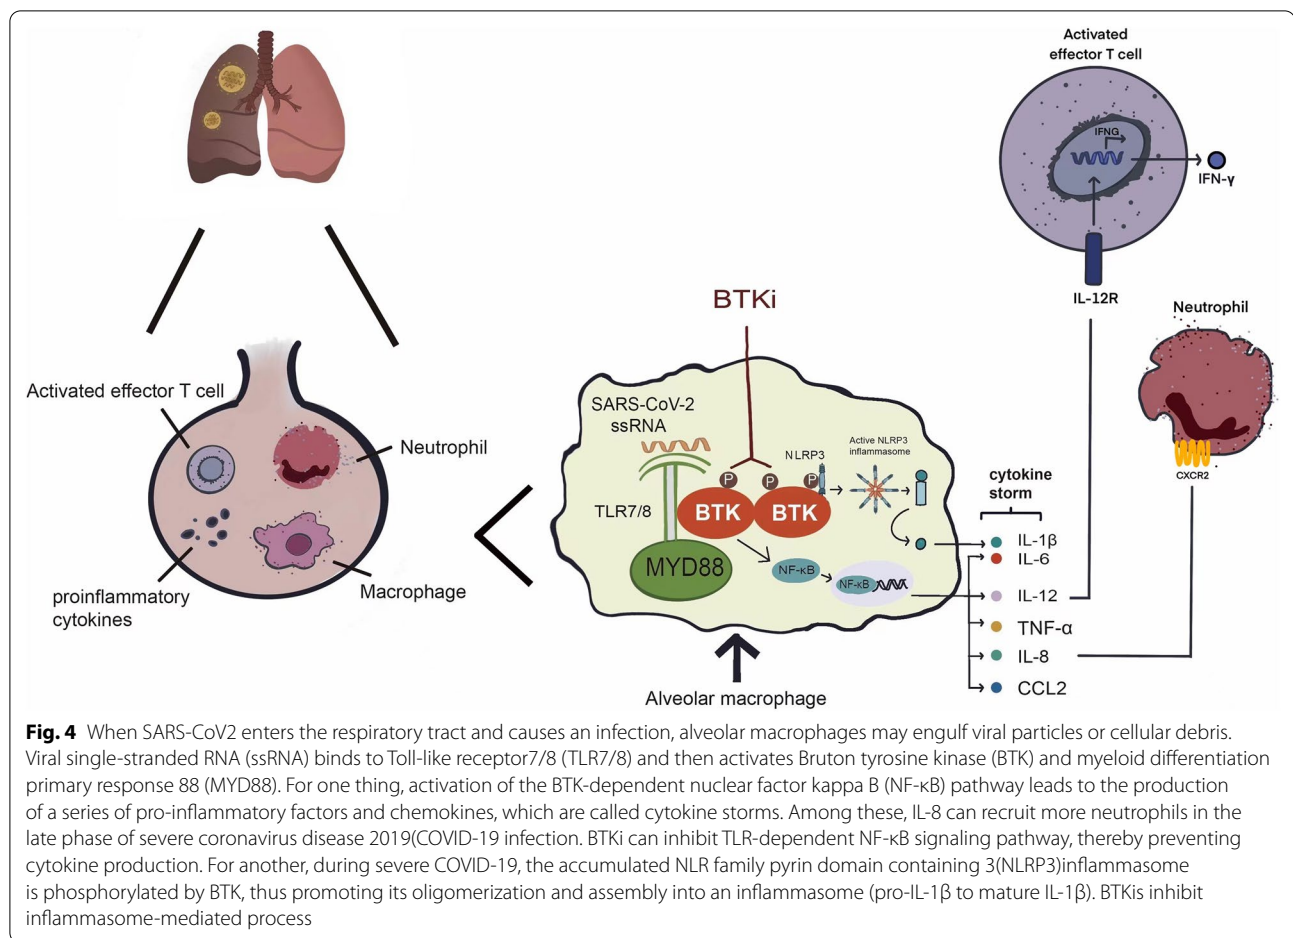 Activated
effector T cell
IFNG
IFN-γ
IL-12R
Neutrophil
CXCR2
BTKi
Activated effector T cell
Neutrophil
Macrophage
proinflammatory
cytokines
SARS-CoV-2
ssRNA
TLR7/8
P
P
P
NLRP3
Active NLRP3
inflammasome
BTK
BTK
MYD88
NF-κB
NF-κB
Alveolar macrophage
cytokine
storm
IL-1β
IL-6
IL-12
TNF-α
IL-8
CCL2
Fig. 4 When SARS-CoV2 enters the respiratory tract and causes an infection, alveolar macrophages may engulf viral particles or cellular debris.
Viral single-stranded RNA (ssRNA) binds to Toll-like receptor7/8 (TLR7/8) and then activates Bruton tyrosine kinase (BTK) and myeloid differentiation
primary response 88 (MYD88). For one thing, activation of the BTK-dependent nuclear factor kappa B (NF-κB) pathway leads to the production
of a series of pro-inflammatory factors and chemokines, which are called cytokine storms. Among these, IL-8 can recruit more neutrophils in the
late phase of severe coronavirus disease 2019(COVID-19 infection. BTKi can inhibit TLR-dependent NF-κB signaling pathway, thereby preventing
cytokine production. For another, during severe COVID-19, the accumulated NLR family pyrin domain containing 3(NLRP3)inflammasome
is phosphorylated by BTK, thus promoting its oligomerization and assembly into an inflammasome (pro-IL-1β to mature IL-1β). BTKis inhibit
inflammasome-mediated process